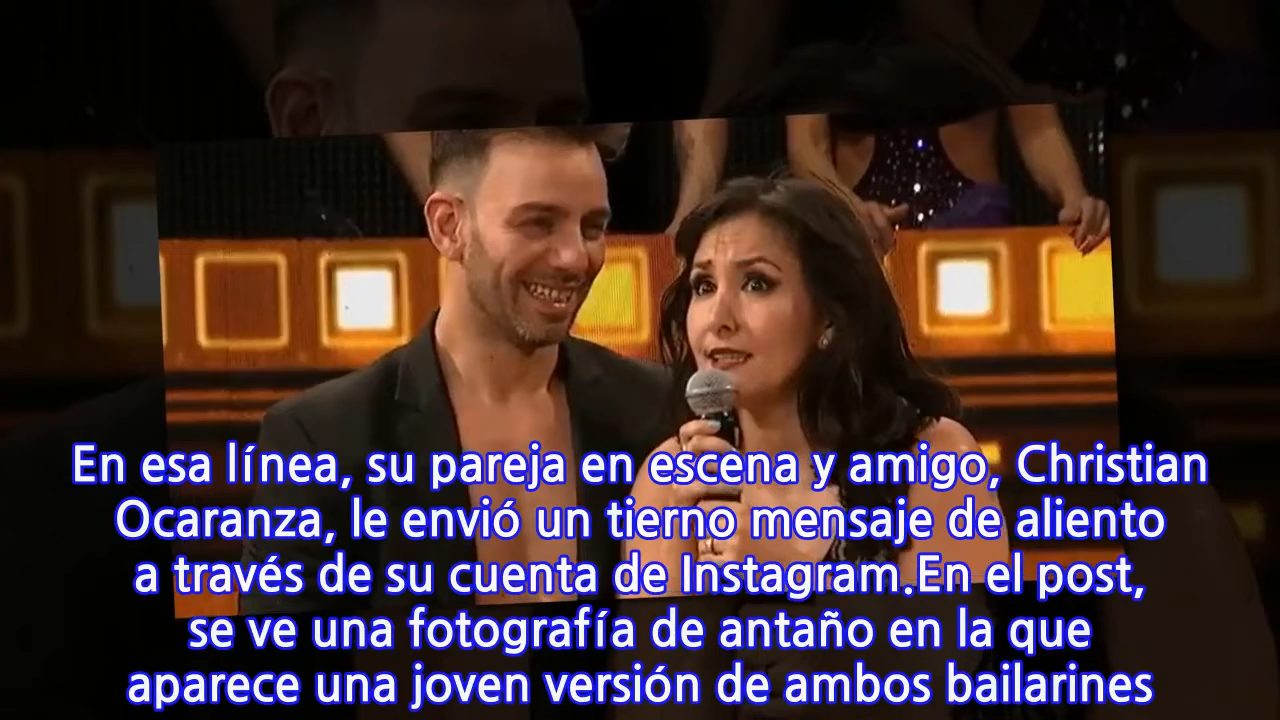 En esa línea, su pareja en escena y amigo, Christian
Ocaranza, le envió un tierno mensaje de aliento
a través de su cuenta de Instagram.En el post,
se ve una fotografía de antaño en la que
aparece una joven versión de ambos bailarines